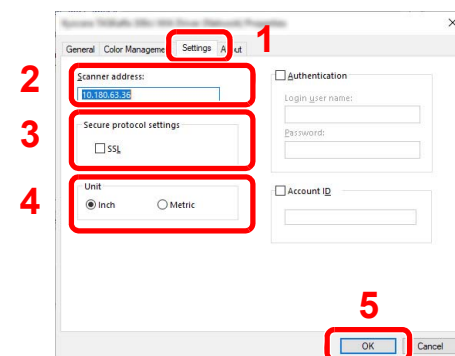 General Color Manageme Settings A ut 1
2 Scanner address:
10.180.63.36
3 Secure protocol settings
SSL
4 Unit
Inch Metric
Authentication
Login user name:
Password:
Account ID
5
OK Cancel